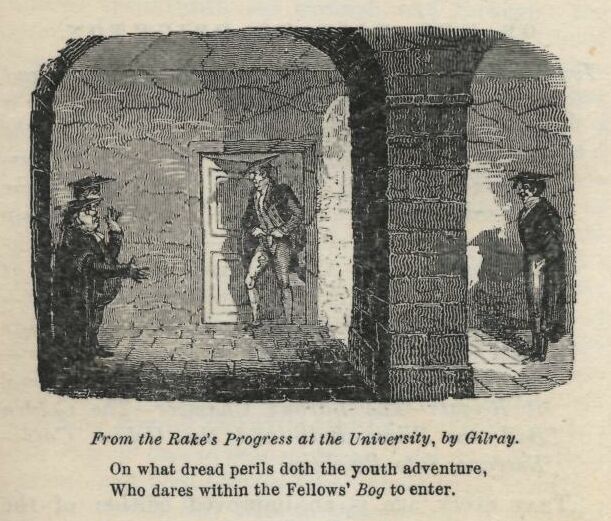 From the Rake's Progress at the University, by Gilray.
On what dread perils doth the youth adventure,
Who dares within the Fellows' Bog to enter.